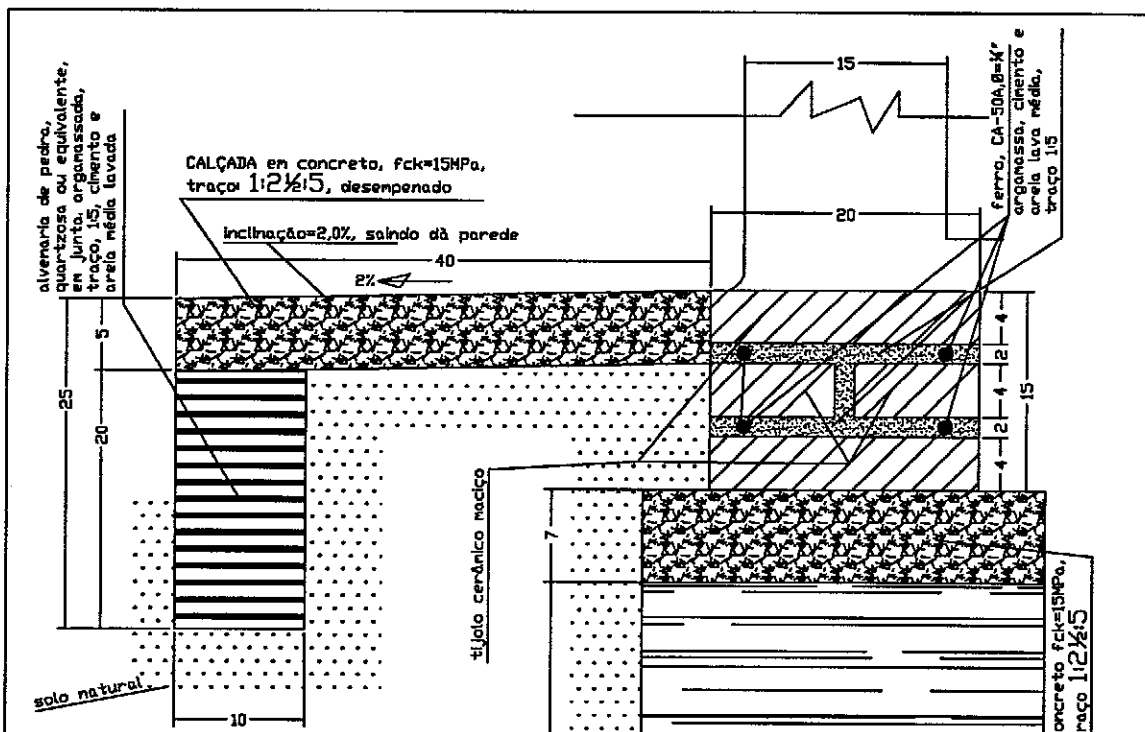 alvenaria de pedra,
quartzosa ou equivalente,
em junta, argamassada,
traço, 1:5, cimento e
areia média lavada
CALÇADA em concreto, fck=15MPa,
traço: 1:2½:5, desempenado
inclinação=2,0%, saindo dà parede
2%
40
15
20
ferro, CA-50A,Ø=¼"
argamassa, cimento e
areia lava média,
traço 1:5
25
5
20
10
4
2
4
2
4
15
7
tijolo cerâmico maciço
solo natural
oncreto fck=15MPa,
raço 1:2½:5